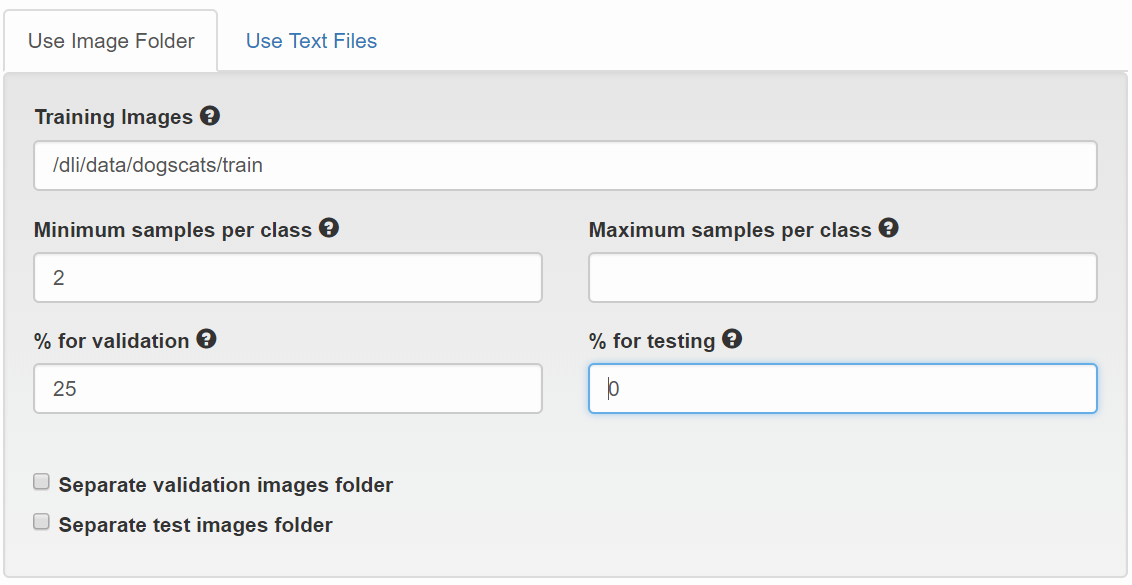 Use Image Folder Use Text Files
Training Images
/dli/data/dogscats/train
Minimum samples per class Maximum samples per class
2
% for validation % for testing
25 0
Separate validation images folder
Separate test images folder